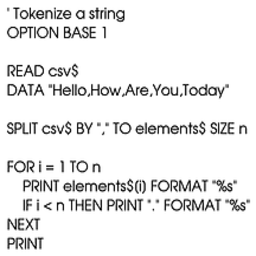 ' Tokenize a string
OPTION BASE 1
READ csv$
DATA "Hello,How,Are,You,Today"
SPLIT csv$ BY "," TO elements$ SIZE n
FOR i = 1 TO n
PRINT elements$(i) FORMAT "%s"
IF i < n THEN PRINT "." FORMAT "%s"
NEXT
PRINT